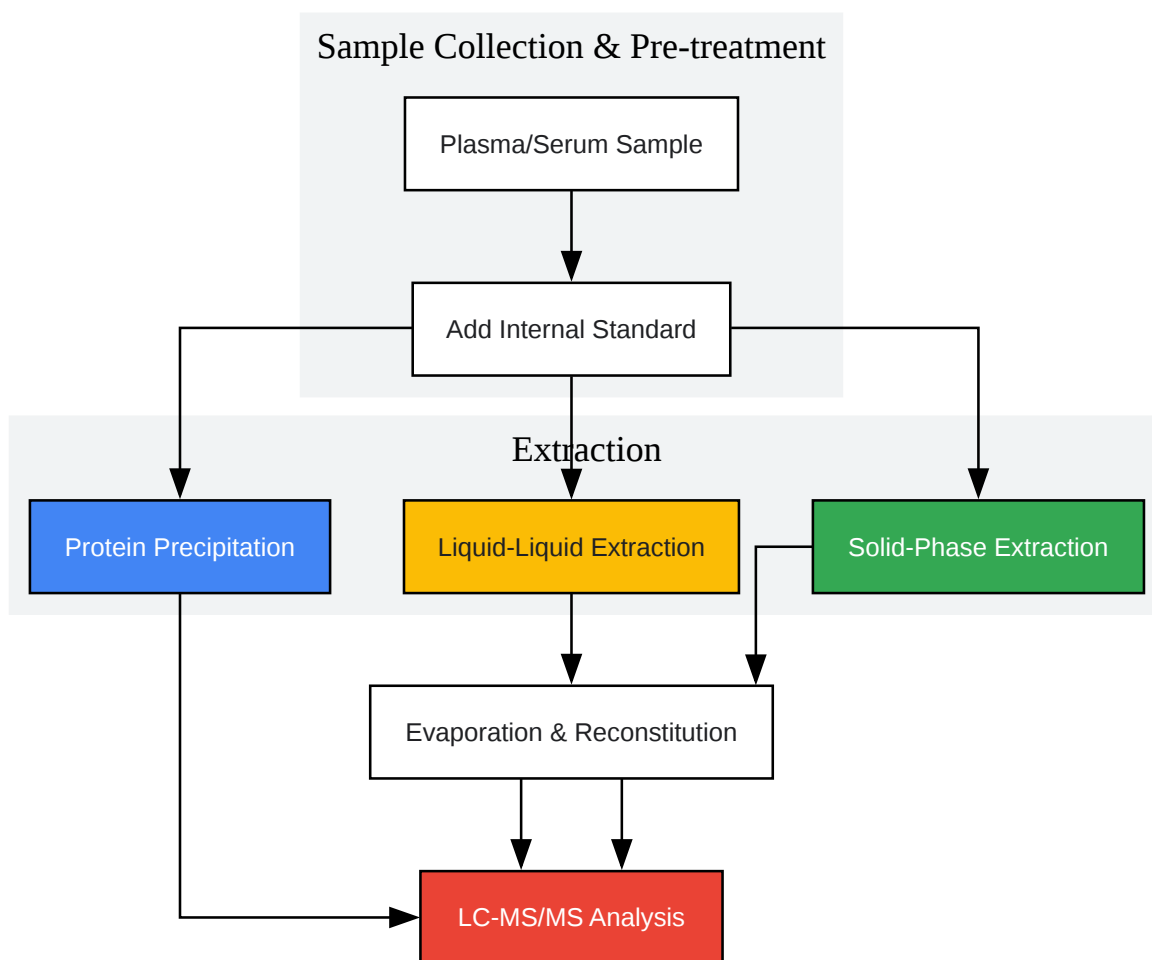 Sample Collection & Pre-treatment
Plasma/Serum Sample
Add Internal Standard
Extraction
Protein Precipitation
Liquid-Liquid Extraction
Solid-Phase Extraction
Evaporation & Reconstitution
LC-MS/MS Analysis